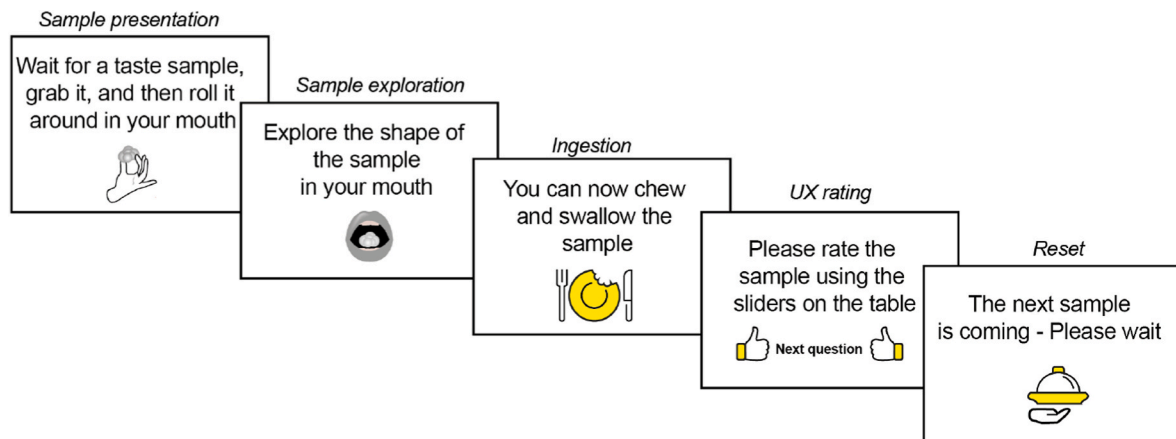 Sample presentation
Wait for a taste sample,
grab it, and then roll it
around in your mouth
Sample exploration
Explore the shape of
the sample
in your mouth
Ingestion
You can now chew
and swallow the
sample
UX rating
Please rate the
sample using the
sliders on the table
Next question
Reset
The next sample
is coming - Please wait